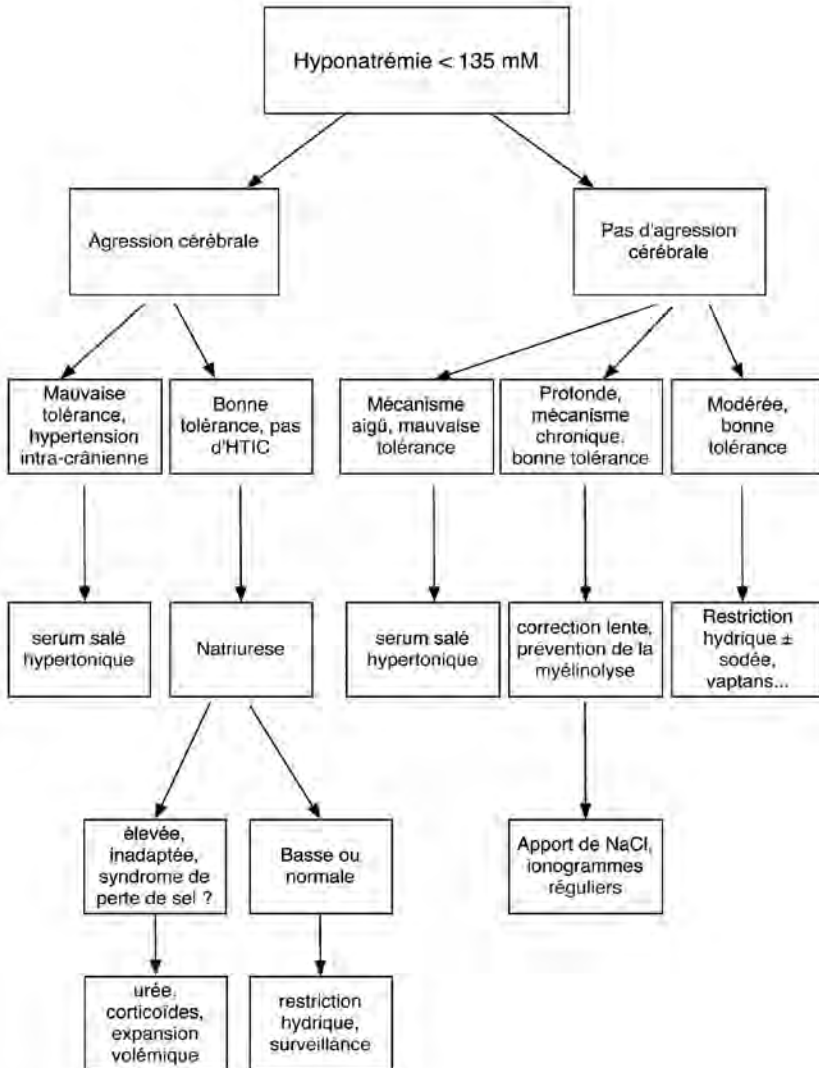 Hyponatrémie < 135 mM
Agression cérébrale
Pas d'agression
cérébrale
Mauvaise
tolérance,
hypertension
intra-crânienne
Bonne
tolérance, pas
d'HTIC
Mécanisme
aigü, mauvaise
tolérance
Profonde,
mécanisme
chronique,
bonne tolérance
Modérée,
bonne
tolérance
serum salé
hypertonique
Natriurese
serum salé
hypertonique
correction lente,
prévention de la
myélinolyse
Restriction
hydrique ±
sodée,
vaptans...
élevée,
inadaptée,
syndrome de
perte de sel ?
Basse ou
normale
Apport de NaCl,
ionogrammes
réguliers
urée,
corticoïdes,
expansion
volémique
restriction
hydrique,
surveillance